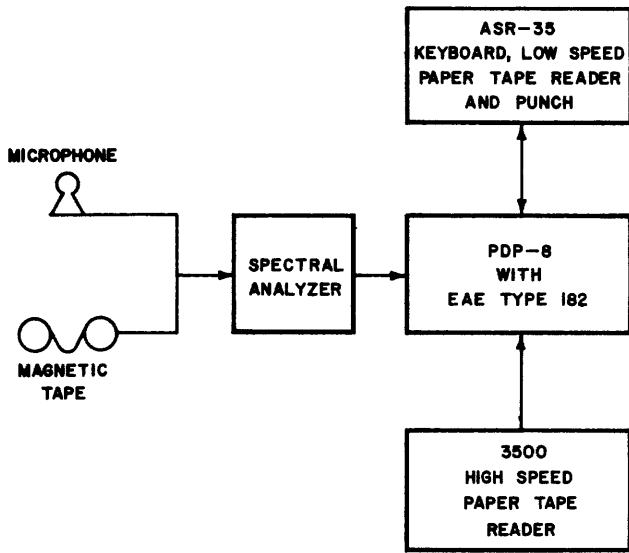 ASR-35
KEYBOARD, LOW SPEED
PAPER TAPE READER
AND PUNCH
MICROPHONE
SPECTRAL
ANALYZER
PDP-8
WITH
EAE TYPE 182
MAGNETIC
TAPE
3500
HIGH SPEED
PAPER TAPE
READER